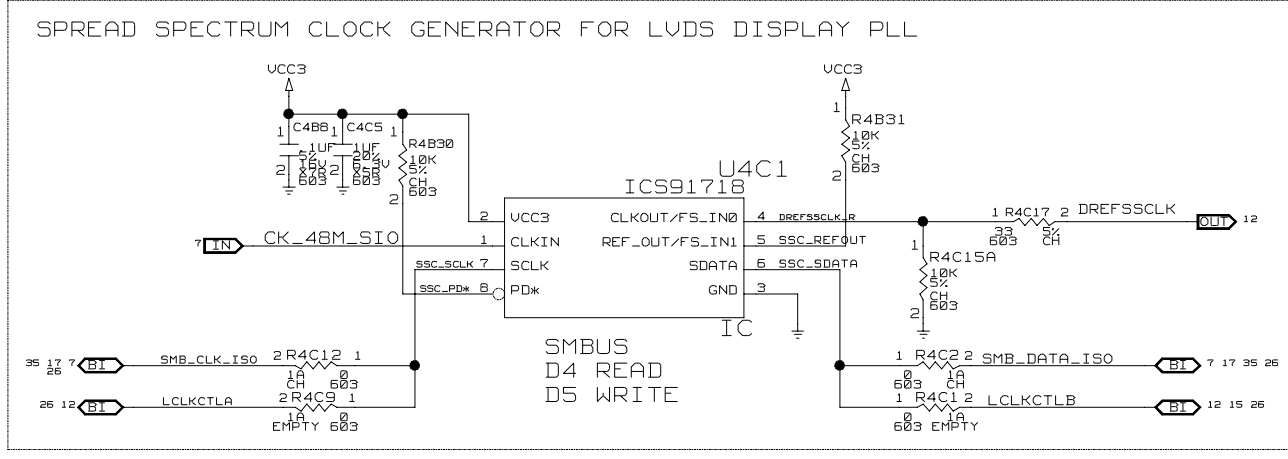 SPREAD SPECTRUM CLOCK GENERATOR FOR LVDS DISPLAY PLL
VCC3
VCC3
1 C4B8
.1UF
5%
16V
X7R
2 603
1 C4C5
1UF
20%
6.3V
X5R
2 603
1
R4B30
10K
5%
CH
603
2
1
R4B31
10K
5%
CH
603
2
U4C1
ICS91718
2 VCC3
1 CLKIN
SSC_SCLK 7 SCLK
SSC_PD* 8 PD*
CLKOUT/FS_IN0 4 DREFSSCLK_R
REF_OUT/FS_IN1 5 SSC_REFOUT
SDATA 6 SSC_SDATA
GND 3
IC
7 IN CK_48M_SIO
1 R4C17 2 DREFSSCLK
33 5%
603 CH
OUT 12
1
R4C15A
10K
5%
CH
603
2
SMBUS
D4 READ
D5 WRITE
35 17 7 BI SMB_CLK_ISO 2 R4C12 1
26
1A 0
CH 603
26 12 BI LCLKCTLA 2 R4C9 1
1A 0
EMPTY 603
1 R4C2 2 SMB_DATA_ISO BI 7 17 35 26
0 1A
603 CH
1 R4C1 2 LCLKCTLB BI 12 15 26
0 1A
603 EMPTY